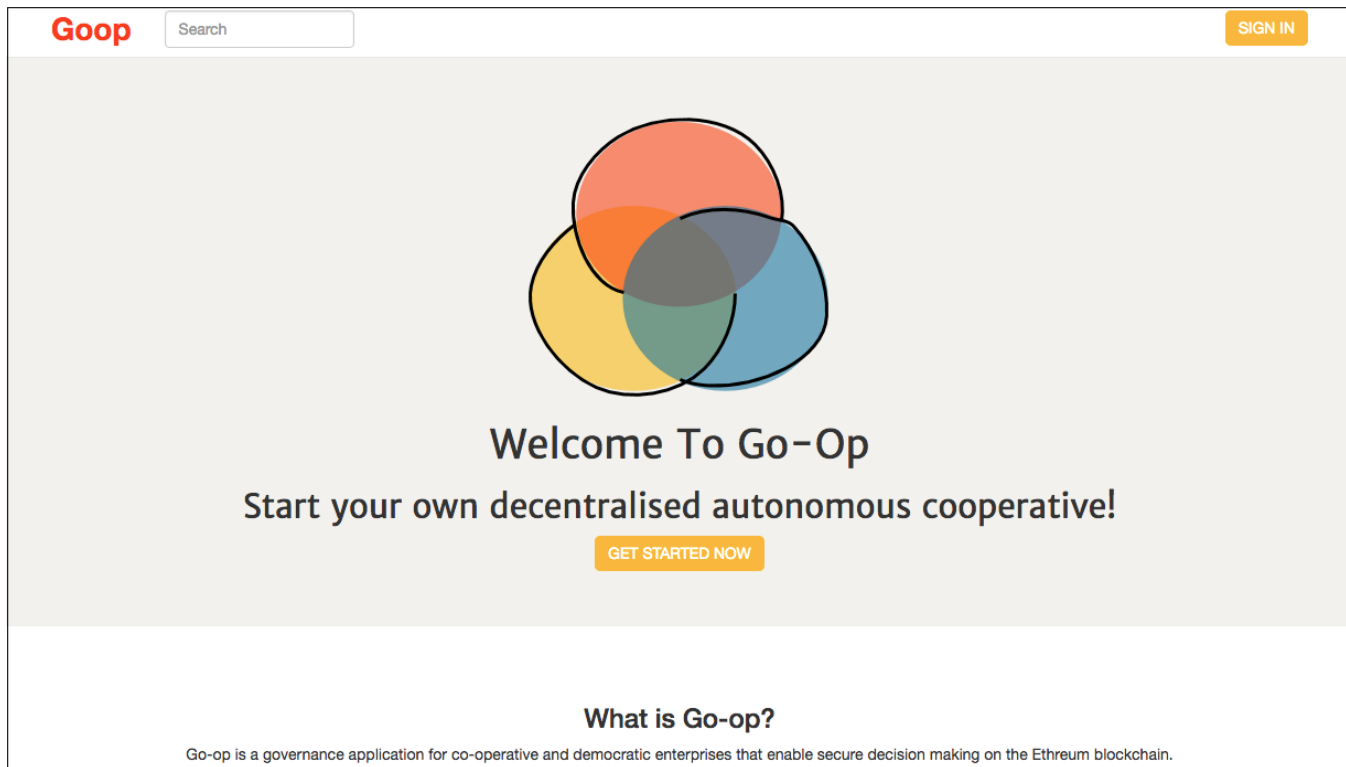 Goop
Search
SIGN IN
Welcome To Go-Op
Start your own decentralised autonomous cooperative!
GET STARTED NOW
What is Go-op?
Go-op is a governance application for co-operative and democratic enterprises that enable secure decision making on the Ethreum blockchain.